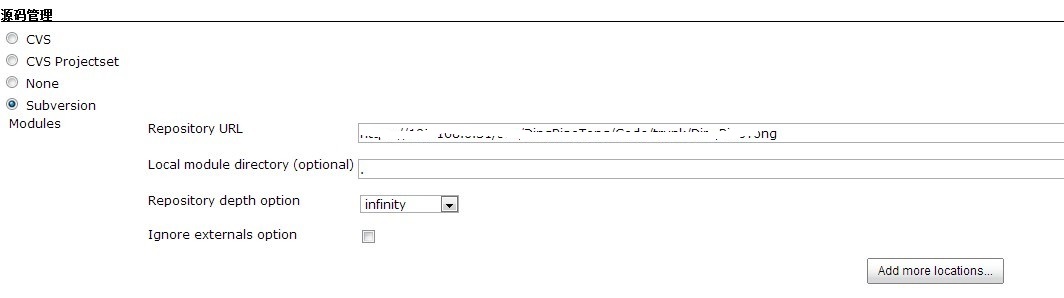 源码管理
CVS
CVS Projectset
None
Subversion
Modules
Repository URL
Local module directory (optional)
.
Repository depth option
infinity
Ignore externals option
Add more locations...